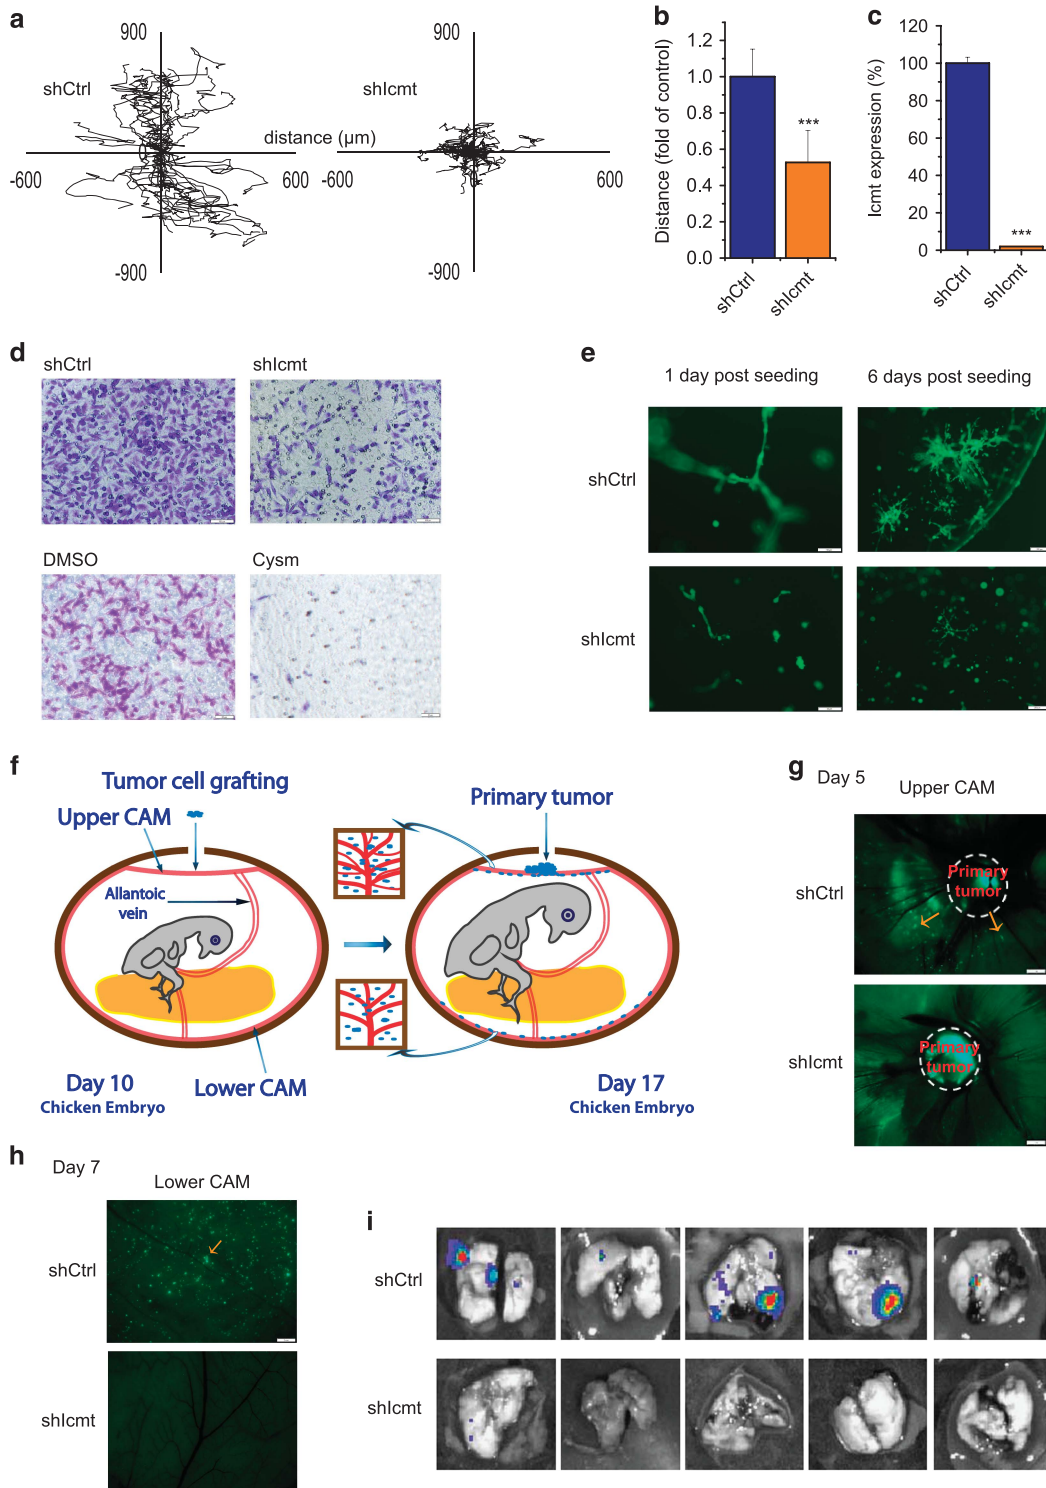 a
900
shCtrl
-600
600
-900
distance (µm)
900
shIcmt
-600
600
-900
b
Distance (fold of control)
1.2
1.0
0.8
0.6
0.4
0.2
0.0
***
shCtrl
shIcmt
c
Icmt expression (%)
120
100
80
60
40
20
0
***
shCtrl
shIcmt
d
shCtrl
shIcmt
DMSO
Cysm
e
1 day post seeding
6 days post seeding
shCtrl
shIcmt
f
Tumor cell grafting
Upper CAM
Allantoic
vein
Day 10
Chicken Embryo
Lower CAM
Primary tumor
Day 17
Chicken Embryo
g
Day 5
Upper CAM
shCtrl
Primary
tumor
shIcmt
Primary
tumor
h
Day 7
Lower CAM
shCtrl
shIcmt
i
shCtrl
shIcmt